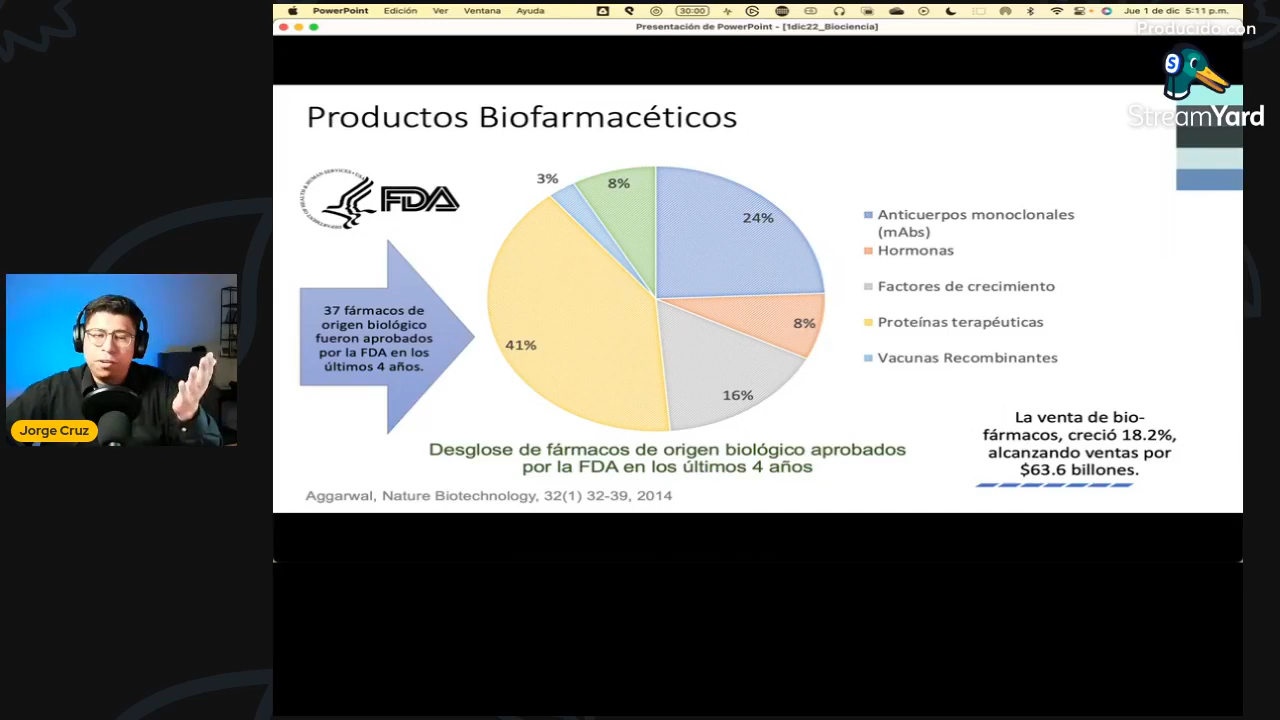 PowerPoint Edición Ver Ventana Ayuda 30:00 Jue 1 de dic 5:11 p.m.
Presentación de PowerPoint - [1dic22_Biociencia]
Producido con
S
StreamYard
Productos Biofarmacéticos
FDA
37 fármacos de
origen biológico
fueron aprobados
por la FDA en los
últimos 4 años.
3%
8%
24%
8%
16%
41%
Anticuerpos monoclonales
(mAbs)
Hormonas
Factores de crecimiento
Proteínas terapéuticas
Vacunas Recombinantes
Desglose de fármacos de origen biológico aprobados
por la FDA en los últimos 4 años
La venta de bio-
fármacos, creció 18.2%,
alcanzando ventas por
$63.6 billones.
Aggarwal, Nature Biotechnology, 32(1) 32-39, 2014
Jorge Cruz